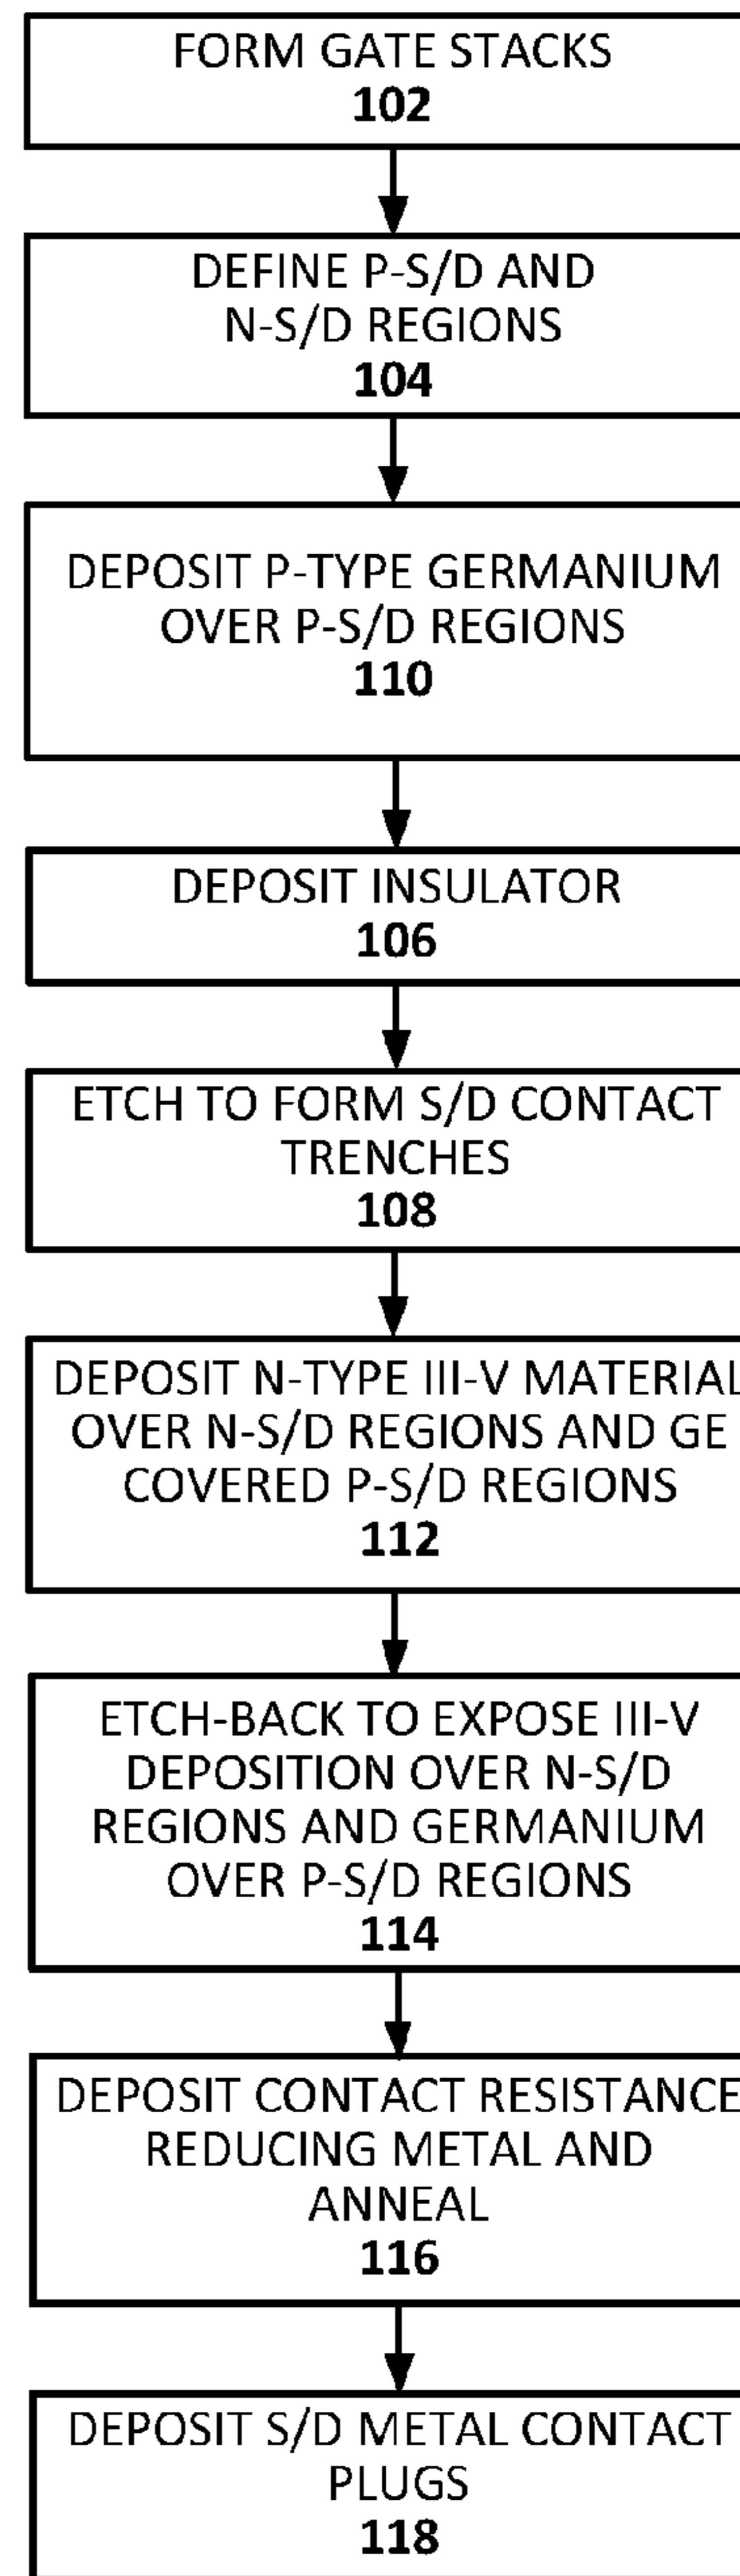 FORM GATE STACKS
102
DEFINE P-S/D AND
N-S/D REGIONS
104
DEPOSIT P-TYPE GERMANIUM
OVER P-S/D REGIONS
110
DEPOSIT INSULATOR
106
ETCH TO FORM S/D CONTACT
TRENCHES
108
DEPOSIT N-TYPE III-V MATERIAL
OVER N-S/D REGIONS AND GE
COVERED P-S/D REGIONS
112
ETCH-BACK TO EXPOSE III-V
DEPOSITION OVER N-S/D
REGIONS AND GERMANIUM
OVER P-S/D REGIONS
114
DEPOSIT CONTACT RESISTANCE
REDUCING METAL AND
ANNEAL
116
DEPOSIT S/D METAL CONTACT
PLUGS
118